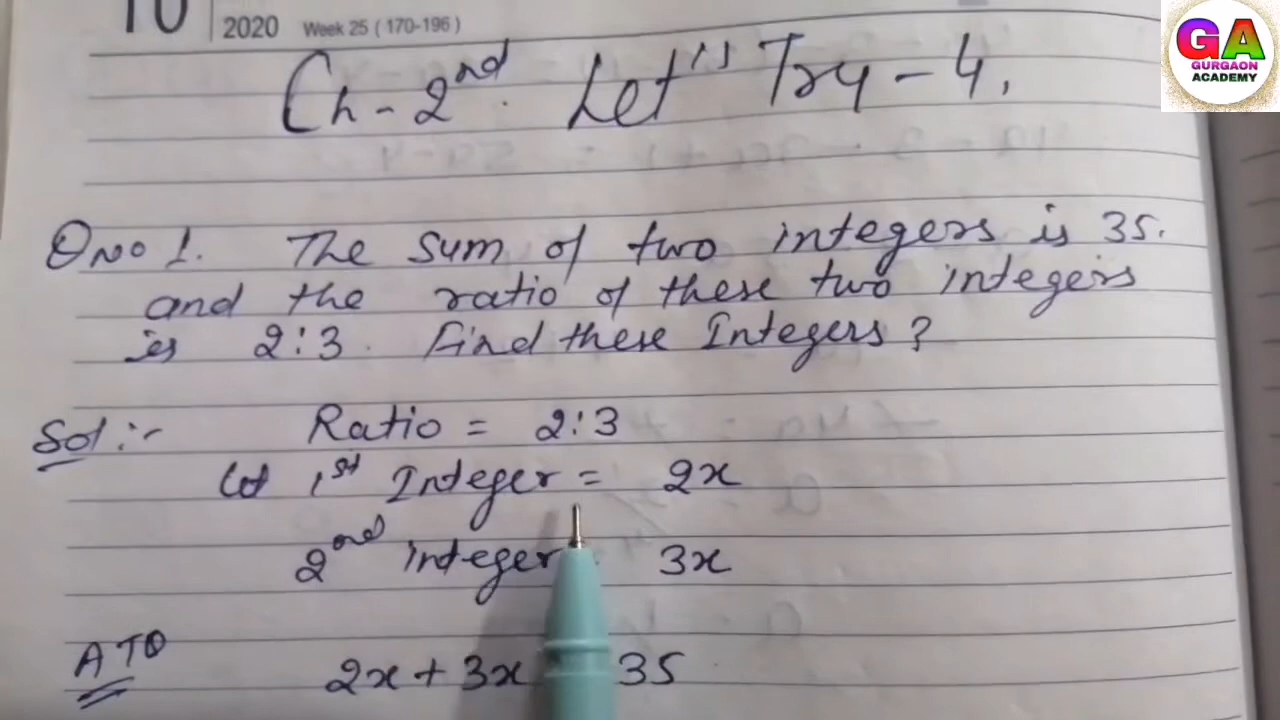 10 2020 Week 25 (170-196)
GA
GURGAON
ACADEMY
Ch-2nd. Let's Try-4.
Q No 1. The sum of two integers is 35.
and the ratio of these two integers
is 2:3. Find these Integers?
Sol:- Ratio = 2:3
Let 1st Integer = 2x
2nd integer 3x
ATQ 2x+3x 35